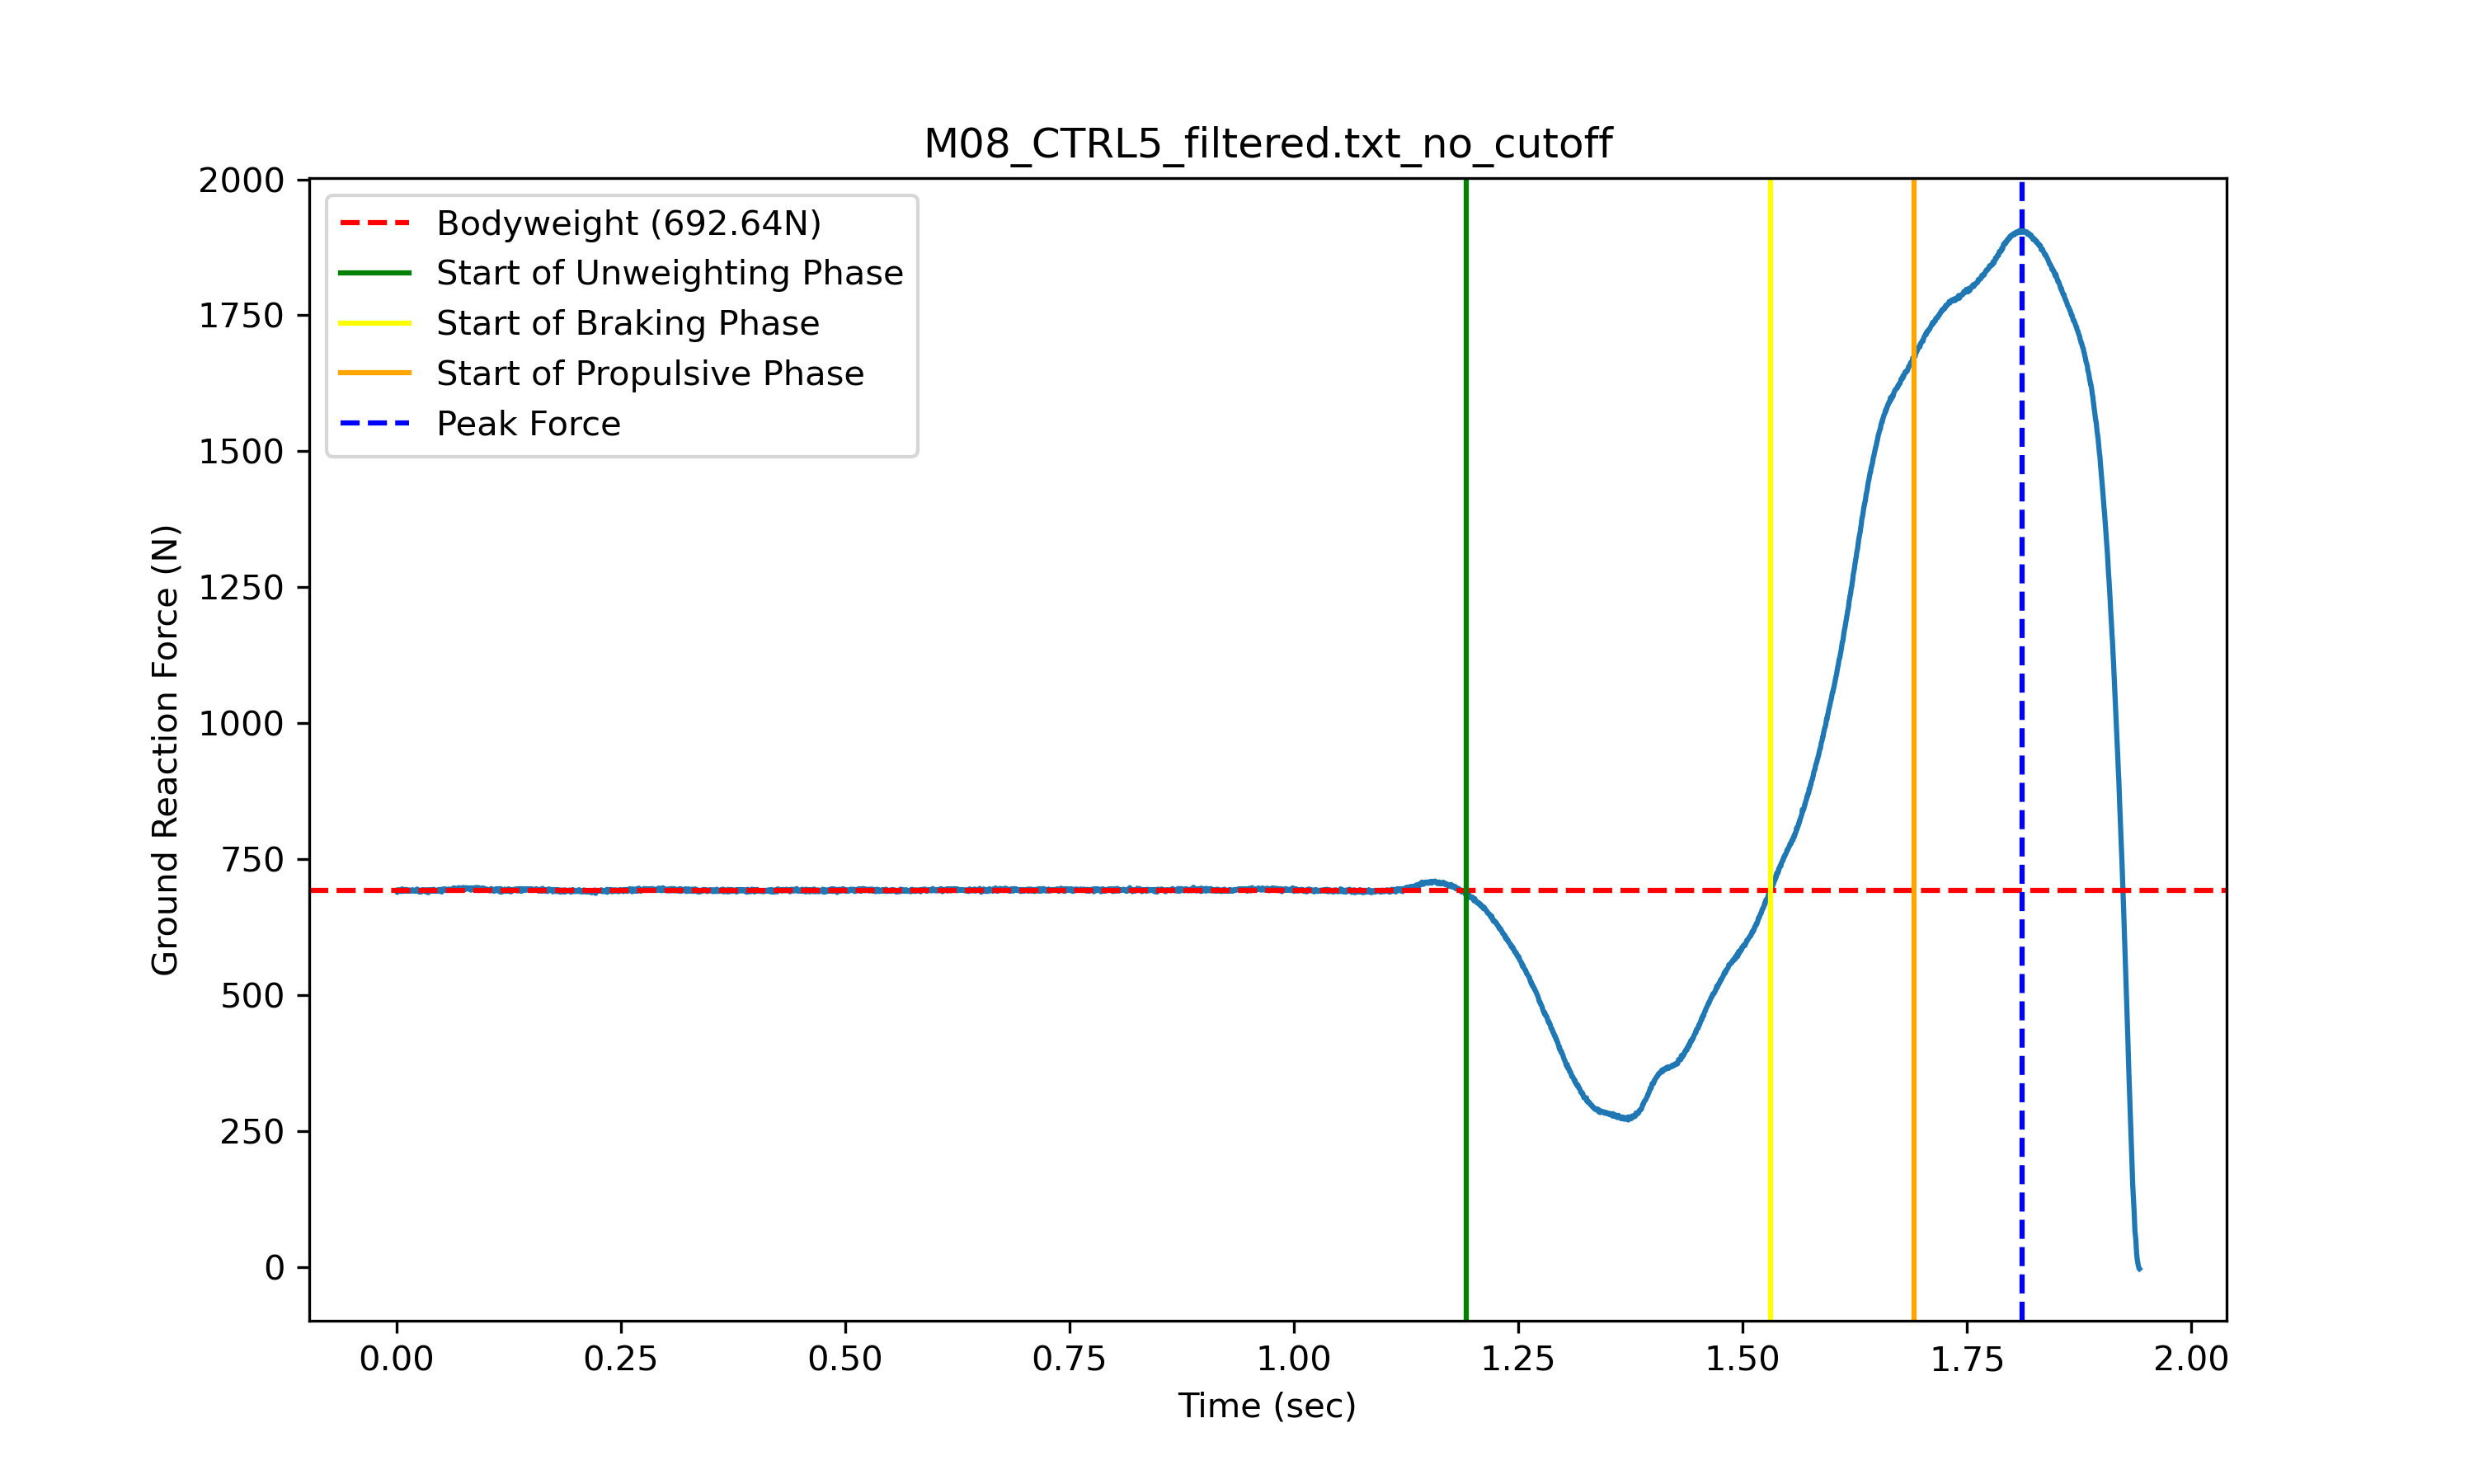 M08_CTRL5_filtered.txt_no_cutoff
2000
1750
1500
1250
1000
750
500
250
0
Ground Reaction Force (N)
Bodyweight (692.64N)
Start of Unweighting Phase
Start of Braking Phase
Start of Propulsive Phase
Peak Force
0.00 0.25 0.50 0.75 1.00 1.25 1.50 1.75 2.00
Time (sec)